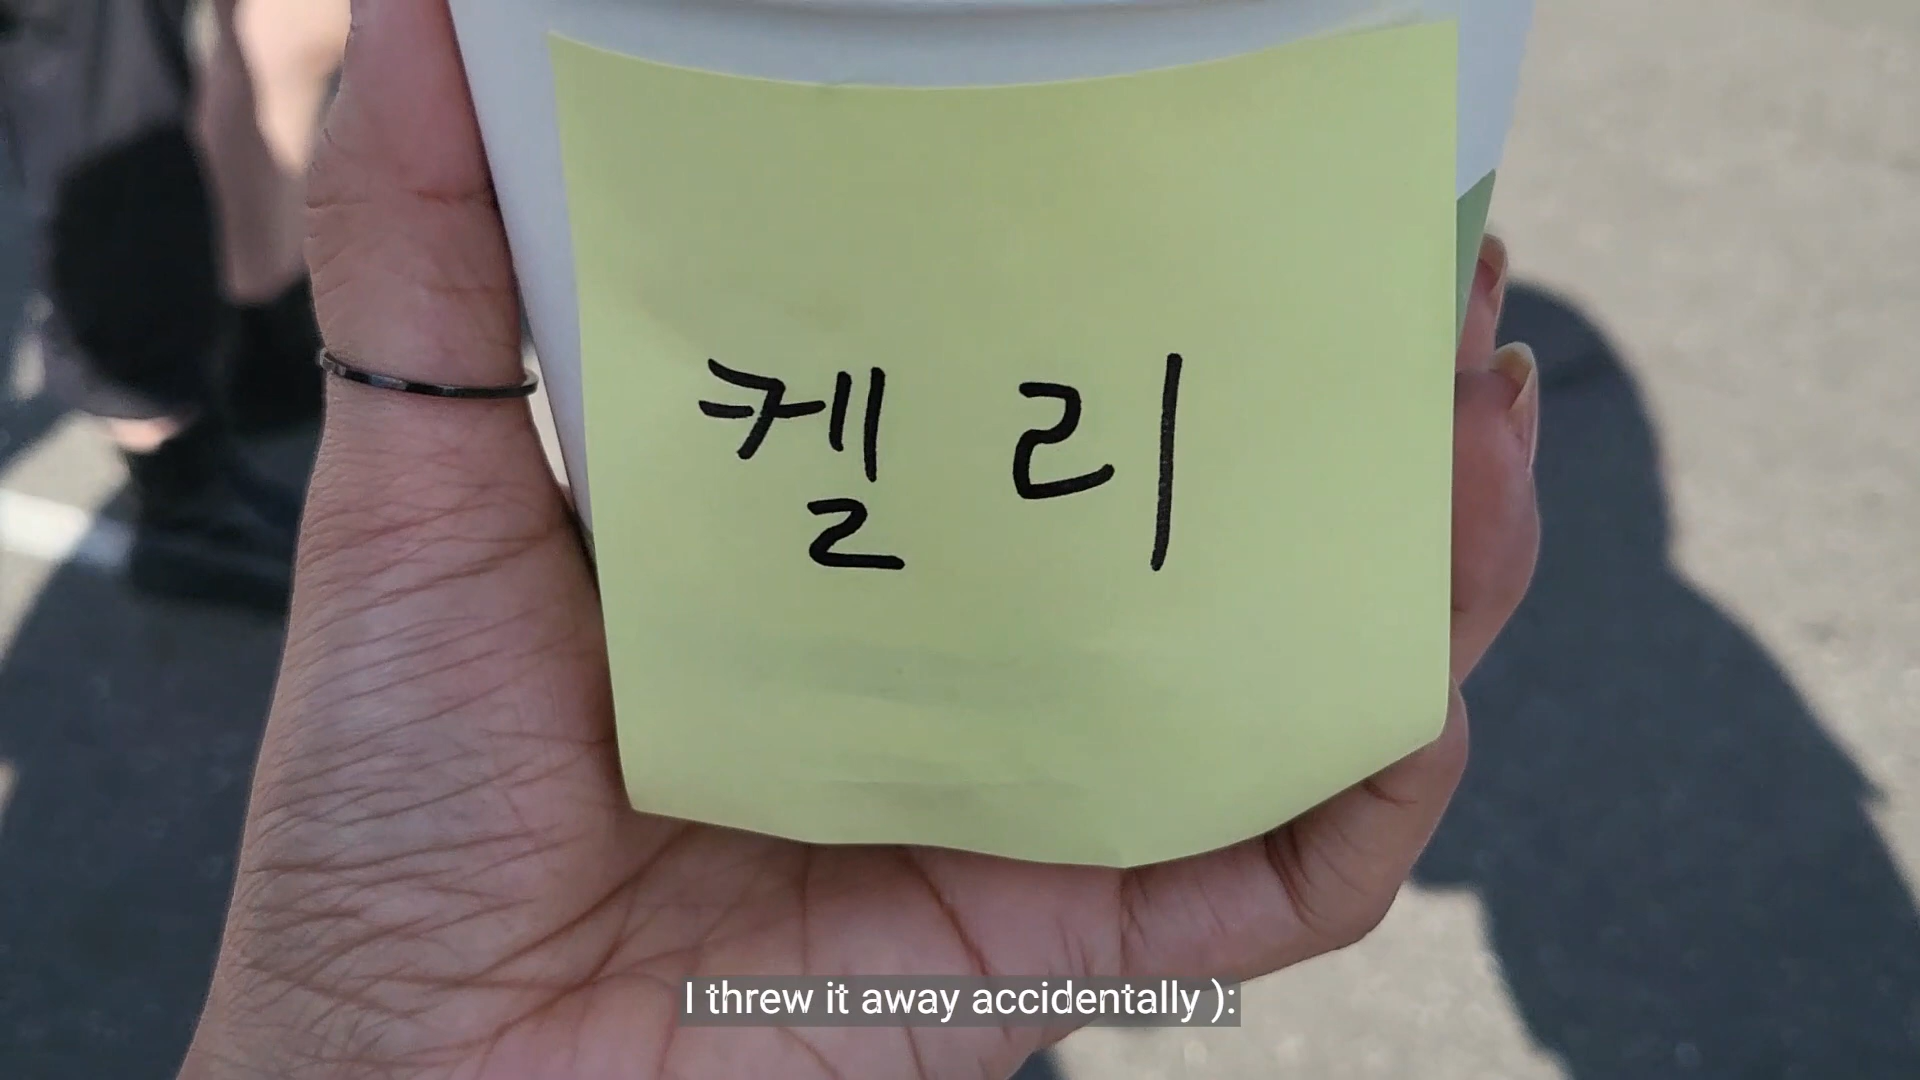 켈리
I threw it away accidentally ):